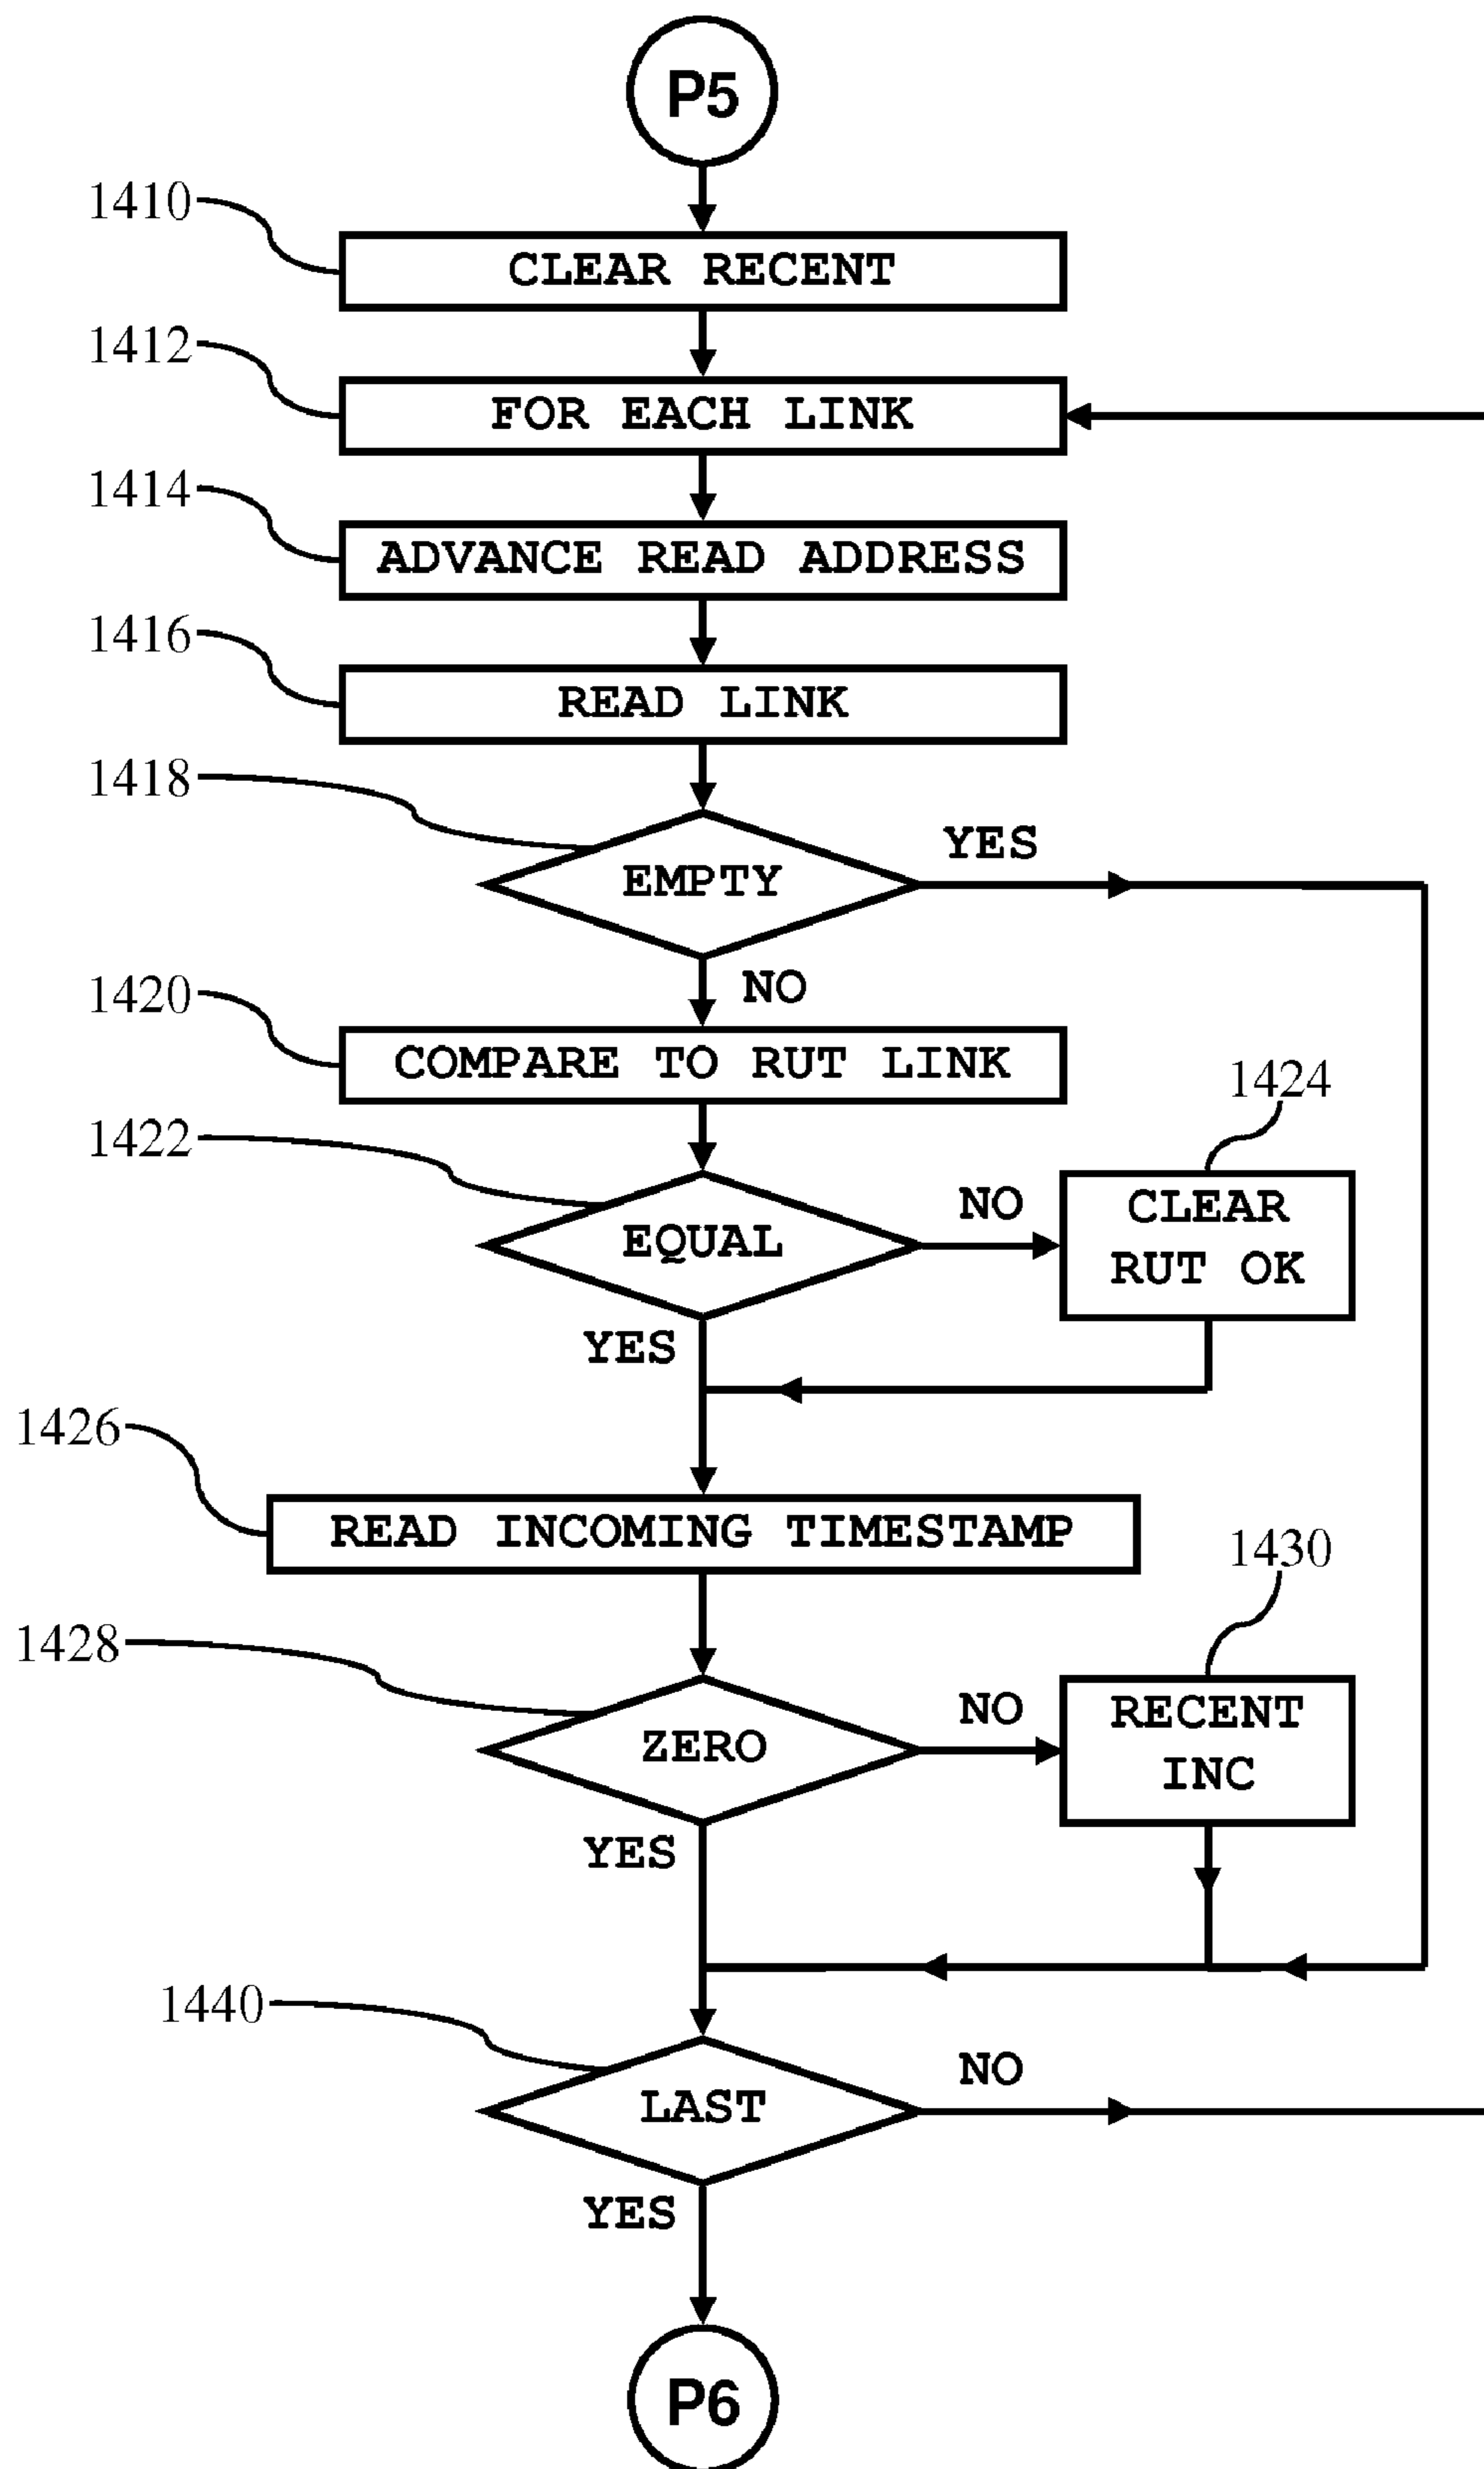 P5
1410
CLEAR RECENT
1412
FOR EACH LINK
1414
ADVANCE READ ADDRESS
1416
READ LINK
1418
YES
EMPTY
NO
1420
COMPARE TO RUT LINK
1424
1422
NO
CLEAR
RUT OK
EQUAL
YES
1426
READ INCOMING TIMESTAMP
1430
1428
NO
RECENT
INC
ZERO
YES
1440
NO
LAST
YES
P6